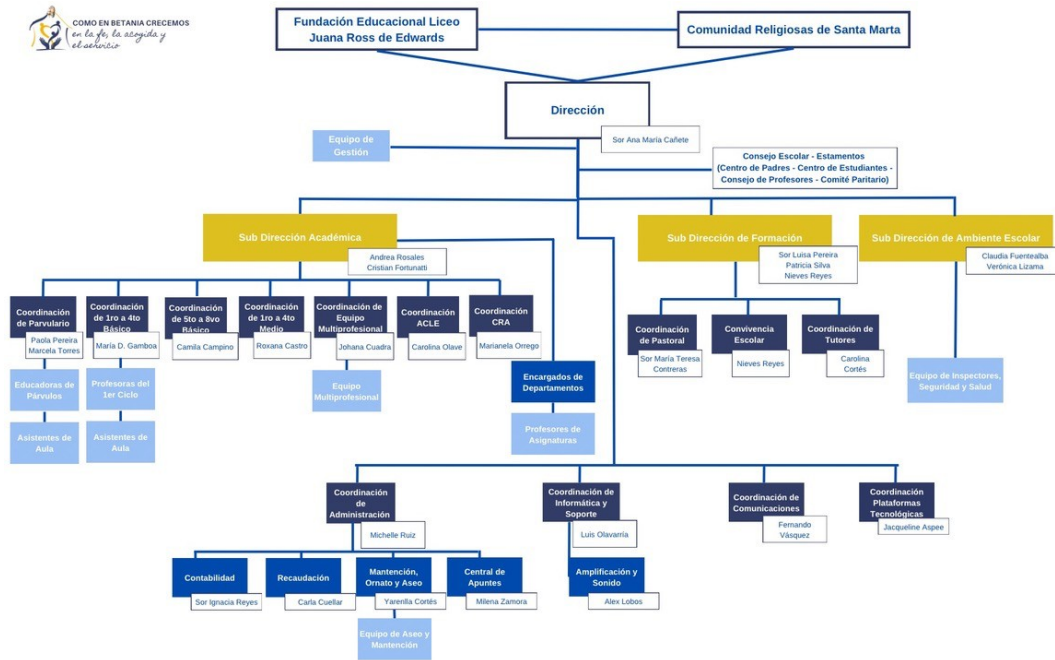 COMO EN BETANIA CRECEMOS
en la fe, la acogida y
el servicio
Fundación Educacional Liceo
Juana Ross de Edwards
Comunidad Religiosas de Santa Marta
Dirección
Sor Ana María Cañete
Equipo de
Gestión
Consejo Escolar - Estamentos
(Centro de Padres - Centro de Estudiantes -
Consejo de Profesores - Comité Paritario)
Sub Dirección Académica
Andrea Rosales
Cristian Fortunatti
Sub Dirección de Formación
Sor Luisa Pereira
Patricia Silva
Nieves Reyes
Sub Dirección de Ambiente Escolar
Claudia Fuentealba
Verónica Lizama
Coordinación
de Parvulario
Paola Pereira
Marcela Torres
Coordinación
de 1ro a 4to
Básico
María D. Gamboa
Coordinación
de 5to a 8vo
Básico
Camila Campino
Coordinación
de 1ro a 4to
Medio
Roxana Castro
Coordinación de
Equipo
Multiprofesional
Johana Cuadra
Coordinación
ACLE
Carolina Olave
Coordinación
CRA
Marianela Orrego
Coordinación
de Pastoral
Sor María Teresa
Contreras
Convivencia
Escolar
Nieves Reyes
Coordinación de
Tutores
Carolina
Cortés
Educadoras de
Párvulos
Profesoras del
1er Ciclo
Equipo
Multiprofesional
Encargados de
Departamentos
Equipo de Inspectores,
Seguridad y Salud
Asistentes de
Aula
Asistentes de
Aula
Profesores de
Asignaturas
Coordinación
de
Administración
Michelle Ruiz
Coordinación de
Informática y
Soporte
Luis Olavarría
Coordinación de
Comunicaciones
Fernando
Vásquez
Coordinación
Plataformas
Tecnológicas
Jacqueline Aspee
Contabilidad
Sor Ignacia Reyes
Recaudación
Carla Cuellar
Mantención,
Ornato y Aseo
Yarenlla Cortés
Central de
Apuntes
Milena Zamora
Amplificación y
Sonido
Alex Lobos
Equipo de Aseo y
Mantención